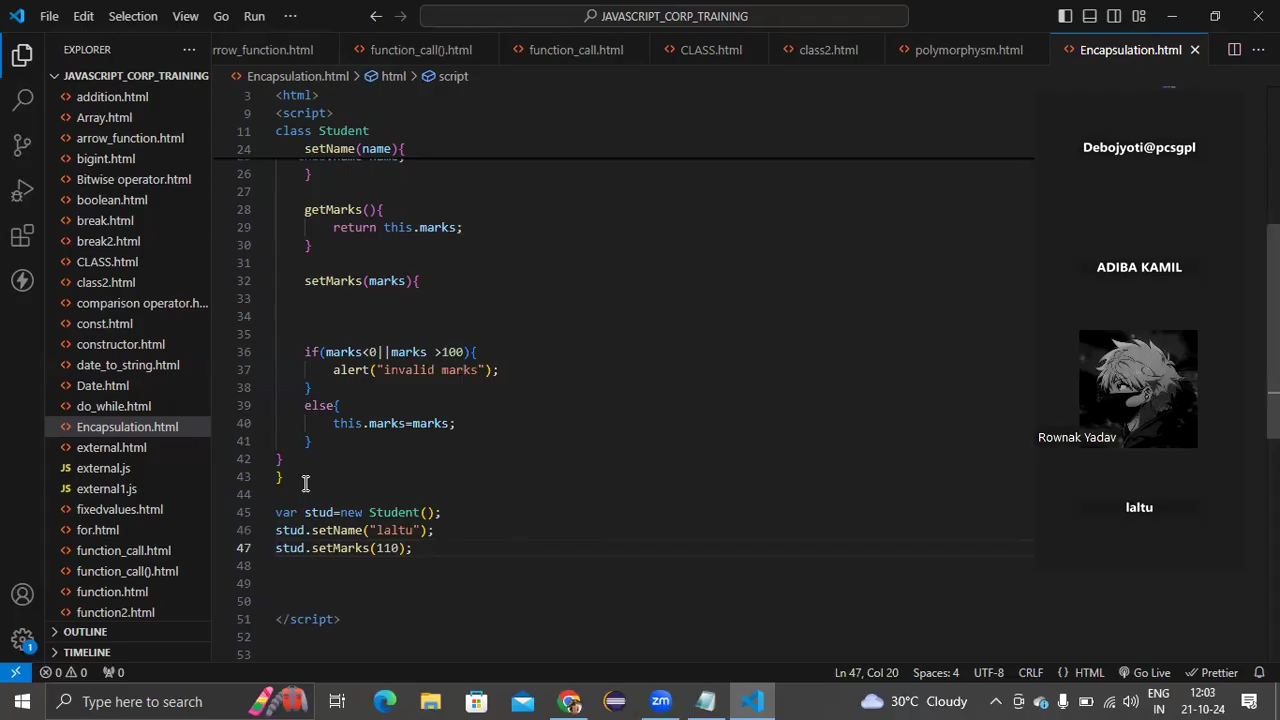 File Edit Selection View Go Run ··· JAVASCRIPT_CORP_TRAINING
EXPLORER ···
rrow_function.html function_call().html function_call.html CLASS.html class2.html polymorphysm.html Encapsulation.html
JAVASCRIPT_CORP_TRAINING
Encapsulation.html > html > script
addition.html
Array.html
arrow_function.html
bigint.html
Bitwise operator.html
boolean.html
break.html
break2.html
CLASS.html
class2.html
comparison operator.h...
const.html
constructor.html
date_to_string.html
Date.html
do_while.html
Encapsulation.html
external.html
external.js
external1.js
fixedvalues.html
for.html
function_call.html
function_call().html
function.html
function2.html
OUTLINE
TIMELINE
3 <html>
9 <script>
11 class Student
24 setName(name){
26 }
27
28 getMarks(){
29 return this.marks;
30 }
31
32 setMarks(marks){
33
34
35
36 if(marks<0||marks >100){
37 alert("invalid marks");
38 }
39 else{
40 this.marks=marks;
41 }
42 }
43 }
44
45 var stud=new Student();
46 stud.setName("laltu");
47 stud.setMarks(110);
48
49
50
51 </script>
52
53
Debojyoti@pcsgpl
ADIBA KAMIL
Rownak Yadav
laltu
1
0 0 0 Ln 47, Col 20 Spaces: 4 UTF-8 CRLF {} HTML Go Live Prettier
Type here to search 30°C Cloudy ENG IN 12:03 21-10-24